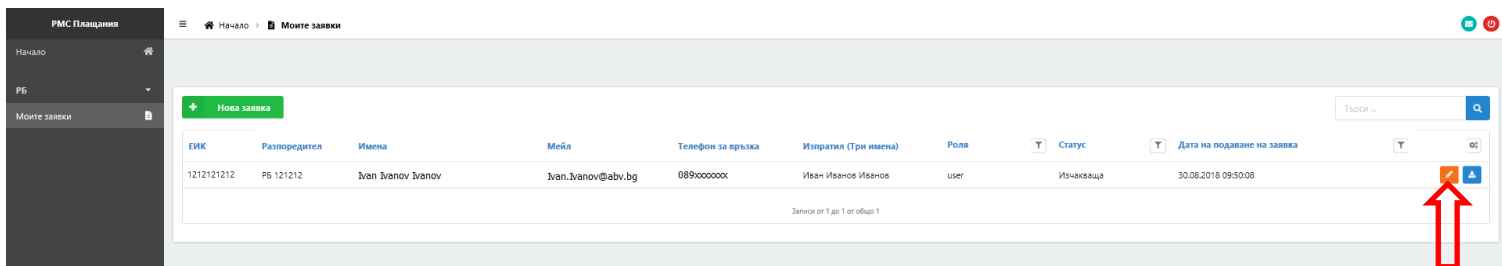 РМС Плащания
Начало > Моите заявки
Начало
РБ
Моите заявки
Нова заявка
Търси ...
ЕИК Разпоредител Имена Мейл Телефон за връзка Изпратил (Три имена) Роля Статус Дата на подаване на заявка
1212121212 РБ 121212 Ivan Ivanov Ivanov Ivan.Ivanov@abv.bg 089xxxxxxx Иван Иванов Иванов user Изчакваща 30.08.2018 09:50:08
Записи от 1 до 1 от общо 1